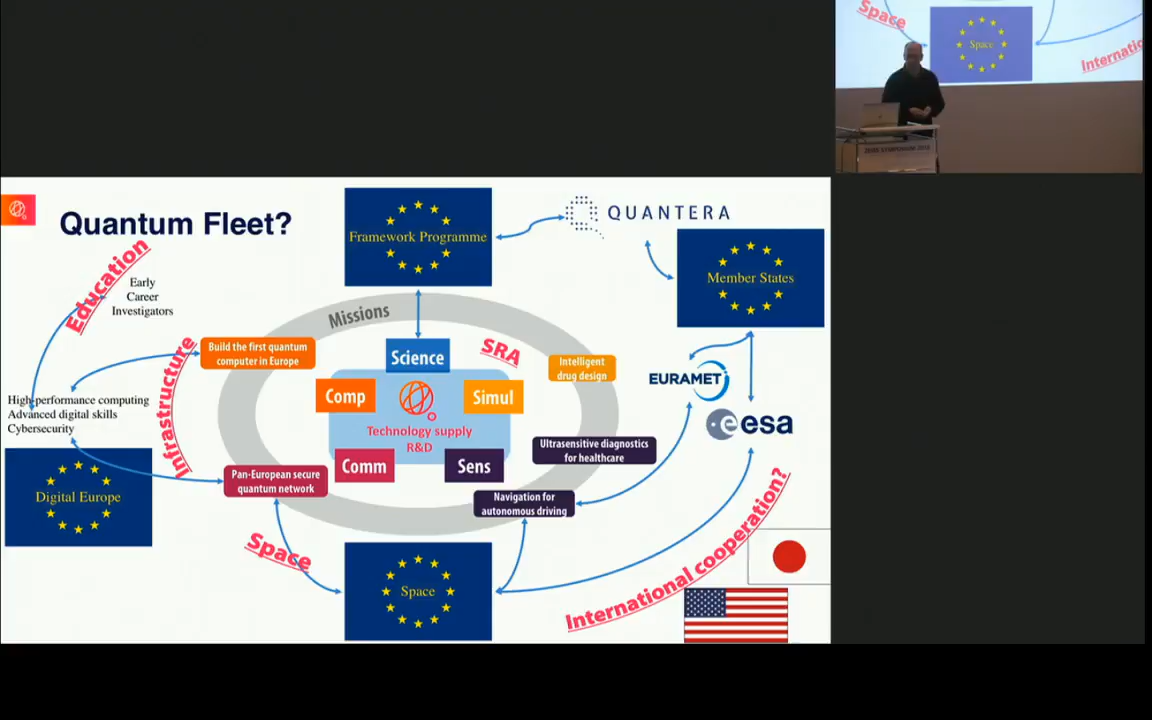 Space
Space
Internatio
Quantum Fleet?
Framework Programme
QUANTERA
Member States
Education
Early
Career
Investigators
Missions
Infrastructure
Build the first quantum
computer in Europe
Science
SRA
Intelligent
drug design
EURAMET
Comp
Simul
High-performance computing
Advanced digital skills
Cybersecurity
esa
Technology supply
R&D
Ultrasensitive diagnostics
for healthcare
Comm
Sens
Pan-European secure
quantum network
Digital Europe
Navigation for
autonomous driving
Space
Space
International cooperation?